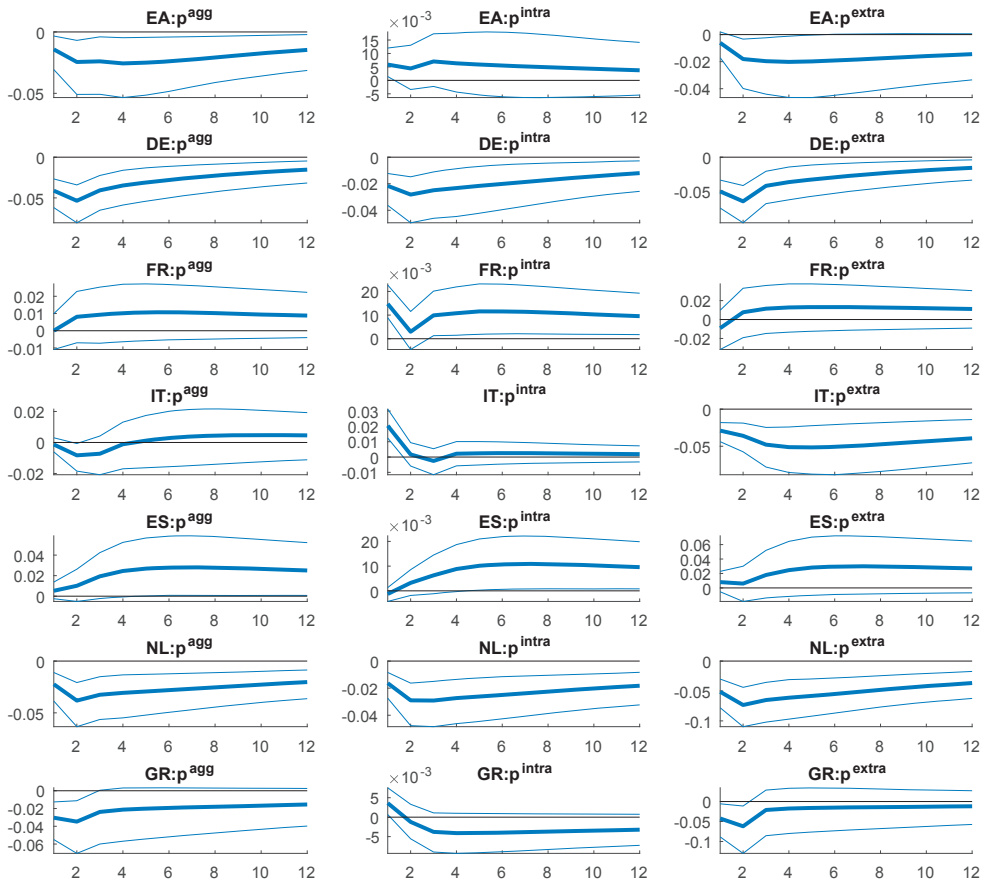 EA:p^agg EA:p^intra EA:p^extra
×10^-3
0 15 0
10
5 -0.02
0
-0.05 -5 -0.04
2 4 6 8 10 12 2 4 6 8 10 12 2 4 6 8 10 12
DE:p^agg DE:p^intra DE:p^extra
0 0 0
-0.02
-0.05 -0.05
-0.04
2 4 6 8 10 12 2 4 6 8 10 12 2 4 6 8 10 12
FR:p^agg FR:p^intra FR:p^extra
×10^-3
0.02 20 0.02
0.01 10 0
0 0 -0.02
-0.01
2 4 6 8 10 12 2 4 6 8 10 12 2 4 6 8 10 12
IT:p^agg IT:p^intra IT:p^extra
0.02 0.03 0
0.02
0 0.01 -0.05
0
-0.02 -0.01
2 4 6 8 10 12 2 4 6 8 10 12 2 4 6 8 10 12
ES:p^agg ES:p^intra ES:p^extra
×10^-3
0.04 20 0.06
0.04
0.02 10 0.02
0 0 0
2 4 6 8 10 12 2 4 6 8 10 12 2 4 6 8 10 12
NL:p^agg NL:p^intra NL:p^extra
0 0 0
-0.02 -0.05
-0.05 -0.04 -0.1
2 4 6 8 10 12 2 4 6 8 10 12 2 4 6 8 10 12
GR:p^agg GR:p^intra GR:p^extra
×10^-3
0 5 0
-0.02 0 -0.05
-0.04 -5 -0.1
-0.06
2 4 6 8 10 12 2 4 6 8 10 12 2 4 6 8 10 12